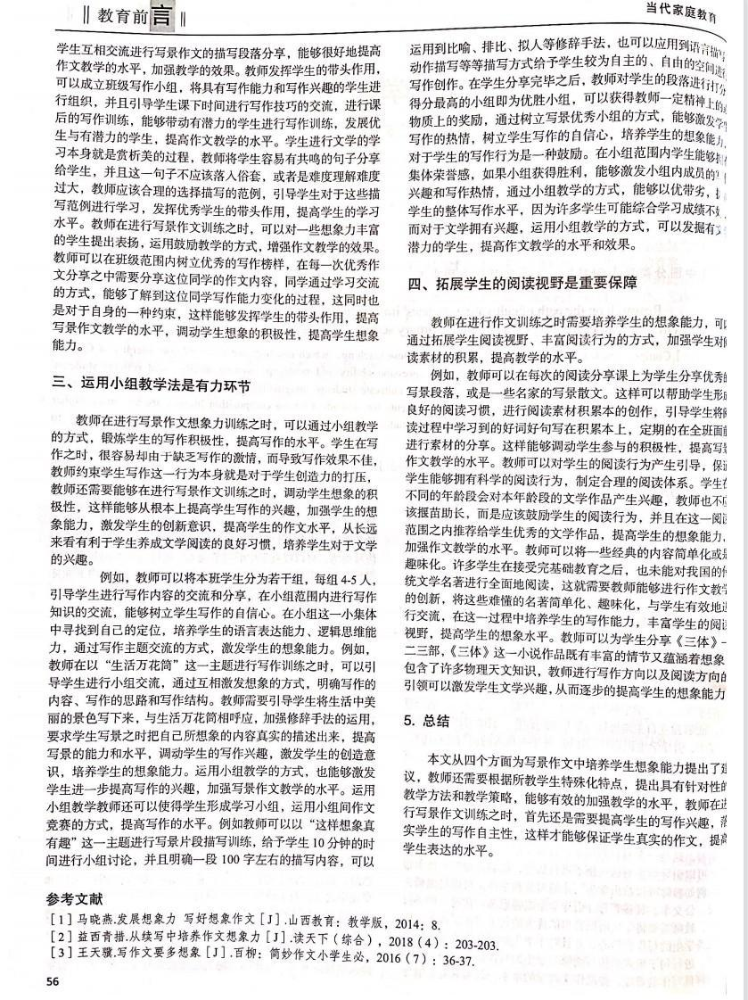 教育前言
当代家庭教育
学生互相交流进行写景作文的描写段落分享，能够很好地提高
作文教学的水平，加强教学的效果。教师发挥学生的带头作用，
可以成立班级写作小组，将具有写作能力和写作兴趣的学生进
行组织，并且引导学生课下时间进行写作技巧的交流，进行课
后的写作训练，能够带动有潜力的学生进行写作训练，发展优
生与有潜力的学生，提高作文教学的水平。学生进行文学的学
习本身就是赏析美的过程，教师将学生容易有共鸣的句子分享
给学生，并且这一句子不应该落入俗套，或者是难度理解难度
过大，教师应该合理的选择描写的范例，引导学生对于这些描
写范例进行学习，发挥优秀学生的带头作用，提高学生的学习
水平。教师在进行写景作文训练之时，可以对一些想象力丰富
的学生提出表扬，运用鼓励教学的方式，增强作文教学的效果。
教师可以在班级范围内树立优秀的写作榜样，在每一次优秀作
文分享之中需要分享这位同学的作文内容，同学通过学习交流
的方式，能够了解到这位同学写作能力变化的过程，这同时也
是对于自身的一种约束，这样能够发挥学生的带头作用，提高
写景作文教学的水平，调动学生想象的积极性，提高学生想象
能力。
三、运用小组教学法是有力环节
教师在进行写景作文想象力训练之时，可以通过小组教学
的方式，锻炼学生的写作积极性，提高写作的水平。学生在写
作之时，很容易却由于缺乏写作的激情，而导致写作效果不佳，
教师约束学生写作这一行为本身就是对于学生创造力的打压，
教师还需要能够在进行写景作文训练之时，调动学生想象的积
极性，这样能够从根本上提高学生写作的兴趣，加强学生的想
象能力，激发学生的创新意识，提高学生的作文水平，从长远
来看有利于学生养成文学阅读的良好习惯，培养学生对于文学
的兴趣。
例如，教师可以将本班学生分为若干组，每组 4-5 人，
引导学生进行写作内容的交流和分享，在小组范围内进行写作
知识的交流，能够树立学生写作的自信心。在小组这一小集体
中寻找到自己的定位，培养学生的语言表达能力、逻辑思维能
力，通过写作主题交流的方式，激发学生的想象能力。例如，
教师在以“生活万花筒”这一主题进行写作训练之时，可以引
导学生进行小组交流，通过互相激发想象的方式，明确写作的
内容、写作的思路和写作结构。教师需要引导学生将生活中美
丽的景色写下来，与生活万花筒相呼应，加强修辞手法的运用，
要求学生写景之时把自己所想象的内容真实的描述出来，提高
写景的能力和水平，调动学生的写作兴趣，激发学生的创造意
识，培养学生的想象能力。运用小组教学的方式，也能够激发
学生进一步提高写作的兴趣，加强写景作文教学的水平。运用
小组教学教师还可以使得学生形成学习小组，运用小组间作文
竞赛的方式，提高写作的水平。例如教师可以以“这样想象真
有趣”这一主题进行写景片段描写训练，给予学生 10 分钟的时
间进行小组讨论，并且明确一段 100 字左右的描写内容，可以
运用到比喻、排比、拟人等修辞手法，也可以应用到语言描写
动作描写等等描写方式给予学生较为自主的、自由的空间进
写作创作。在学生分享完毕之后，教师对学生的段落进行打分
得分最高的小组即为优胜小组，可以获得教师一定精神上的
物质上的奖励，通过树立写景优秀小组的方式，能够激发学
写作的热情，树立学生写作的自信心，培养学生的想象能力，
对于学生的写作行为是一种鼓励。在小组范围内学生能够
集体荣誉感，如果小组获得胜利，能够激发小组内成员的
兴趣和写作热情，通过小组教学的方式，能够以优带劣，
学生的整体写作水平，因为许多学生可能综合学习成绩不
而对于文学拥有兴趣，运用小组教学的方式，可以发掘有
潜力的学生，提高作文教学的水平和效果。
四、拓展学生的阅读视野是重要保障
教师在进行作文训练之时需要培养学生的想象能力，可
通过拓展学生阅读视野、丰富阅读行为的方式，加强学生对
读素材的积累，提高教学的水平。
例如，教师可以在每次的阅读分享课上为学生分享优秀
写景段落，或是一些名家的写景散文。这样可以帮助学生形
良好的阅读习惯，进行阅读素材积累本的创作，引导学生将
读过程中学习到的好词好句写在积累本上，定期的在全班面
进行素材的分享。这样能够调动学生参与的积极性，提高写
作文教学的水平。教师可以对学生的阅读行为产生引导，保
学生能够拥有科学的阅读行为，制定合理的阅读体系。学生
不同的年龄段会对本年龄段的文学作品产生兴趣，教师也不
该揠苗助长，而是应该鼓励学生的阅读行为，并且在这一阅
范围之内推荐给学生优秀的文学作品，提高学生的想象能力，
加强作文教学的水平。教师可以将一些经典的内容简单化或
趣味化。许多学生在接受完基础教育之后，也未能对我国的
统文学名著进行全面地阅读，这就需要教师能够进行作文教
的创新，将这些难懂的名著简单化、趣味化，与学生有效地
行交流，在这一过程中培养学生的写作能力，丰富学生的阅
视野，提高学生的想象水平。教师可以为学生分享《三体》一
二三部，《三体》这一小说作品既有丰富的情节又蕴涵着想象
包含了许多物理天文知识，教师进行写作方向以及阅读方向
引领可以激发学生文学兴趣，从而逐步的提高学生的想象能力
5. 总结
本文从四个方面为写景作文中培养学生想象能力提出了建
议，教师还需要根据所教学生特殊化特点，提出具有针对性的
教学方法和教学策略，能够有效的加强教学的水平，教师在进
行写景作文训练之时，首先还是需要提高学生的写作兴趣，落
实学生的写作自主性，这样才能够保证学生真实的作文，提高
学生表达的水平。
参考文献
[1] 马晓燕.发展想象力 写好想象作文[J].山西教育：教学版，2014：8.
[2] 益西青措.从续写中培养作文想象力[J].读天下（综合），2018（4）：203-203.
[3] 王天骥.写作文要多想象[J].百柳：简妙作文小学生必，2016（7）：36-37.
56